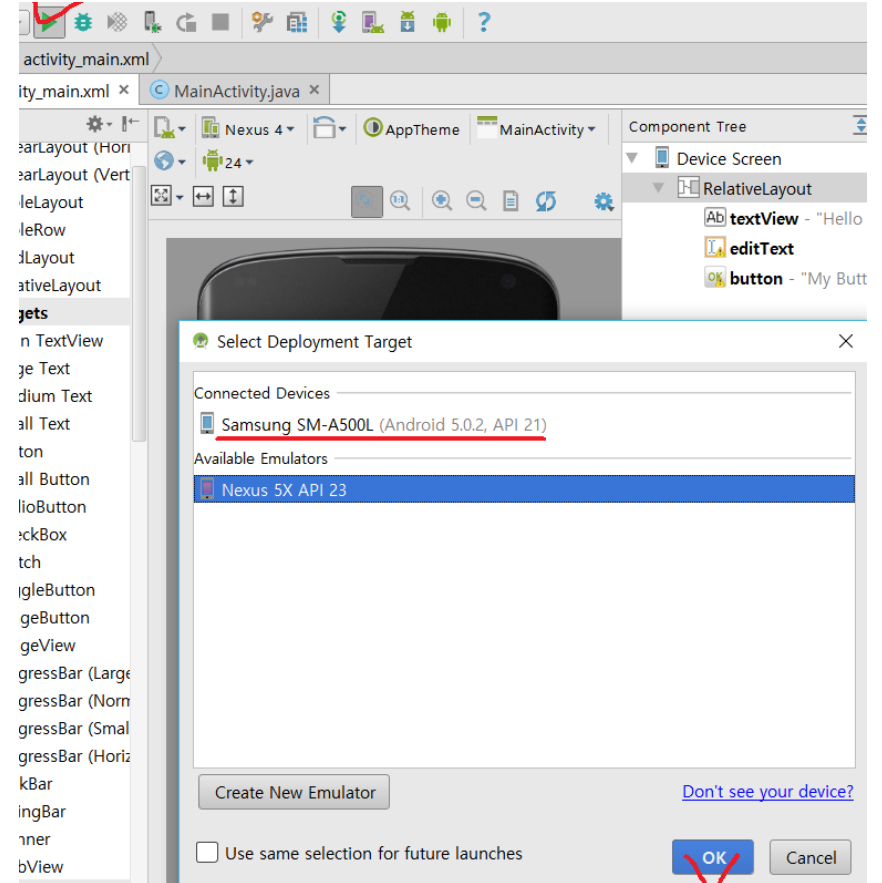 activity_main.xml
ity_main.xml × C MainActivity.java ×
Nexus 4 AppTheme MainActivity
24
Component Tree
Device Screen
RelativeLayout
Ab textView - "Hello
editText
OK button - "My Butt
earLayout (Hori
earLayout (Vert
leLayout
leRow
dLayout
ativeLayout
gets
n TextView
ge Text
dium Text
all Text
ton
all Button
lioButton
eckBox
tch
ggleButton
geButton
geView
gressBar (Large
gressBar (Norm
gressBar (Smal
gressBar (Horiz
kBar
ingBar
nner
bView
Select Deployment Target
Connected Devices
Samsung SM-A500L (Android 5.0.2, API 21)
Available Emulators
Nexus 5X API 23
Create New Emulator
Don't see your device?
Use same selection for future launches
OK Cancel